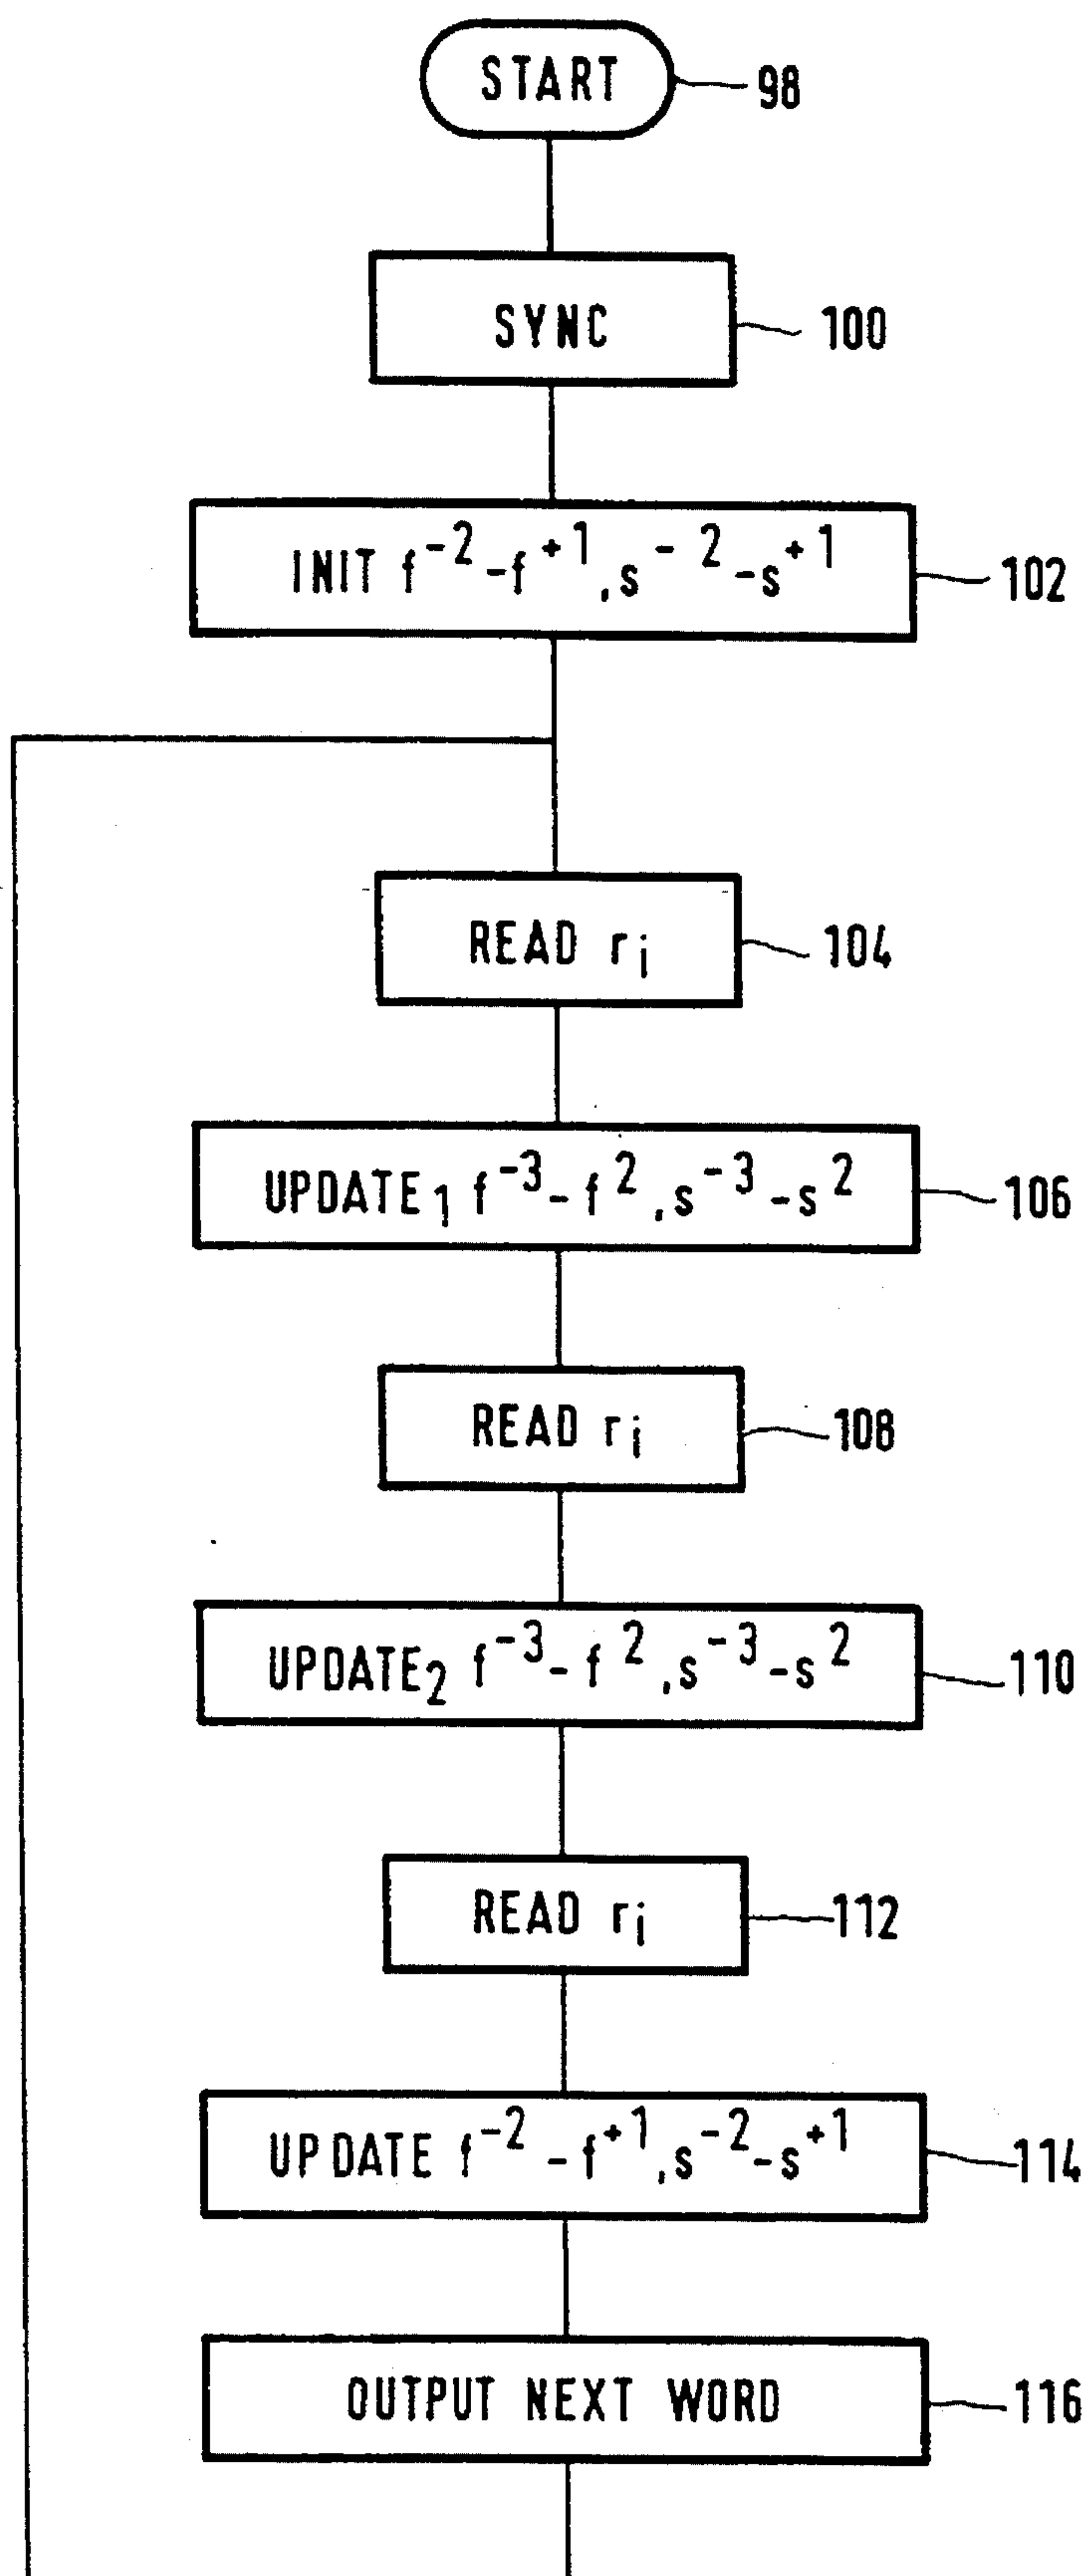 START 98
SYNC 100
INIT f⁻²-f⁺¹,s⁻²-s⁺¹ 102
READ rᵢ 104
UPDATE₁ f⁻³-f²,s⁻³-s² 106
READ rᵢ 108
UPDATE₂ f⁻³-f²,s⁻³-s² 110
READ rᵢ 112
UPDATE f⁻²-f⁺¹,s⁻²-s⁺¹ 114
OUTPUT NEXT WORD 116